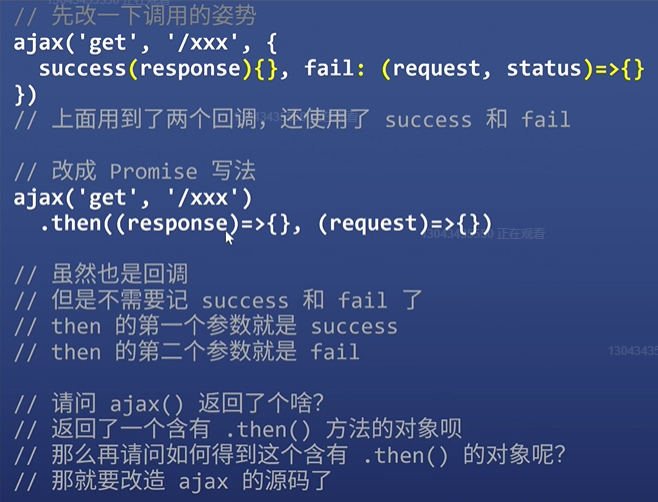 // 先改一下调用的姿势
ajax('get', '/xxx', {
  success(response){}, fail: (request, status)=>{}
})
// 上面用到了两个回调，还使用了 success 和 fail
// 改成 Promise 写法
ajax('get', '/xxx')
  .then((response)=>{}, (request)=>{})
正在观看
// 虽然也是回调
// 但是不需要记 success 和 fail 了
// then 的第一个参数就是 success
// then 的第二个参数就是 fail
// 请问 ajax() 返回了个啥?
// 返回了一个含有 .then() 方法的对象呗
// 那么再请问如何得到这个含有 .then() 的对象呢?
// 那就要改造 ajax 的源码了